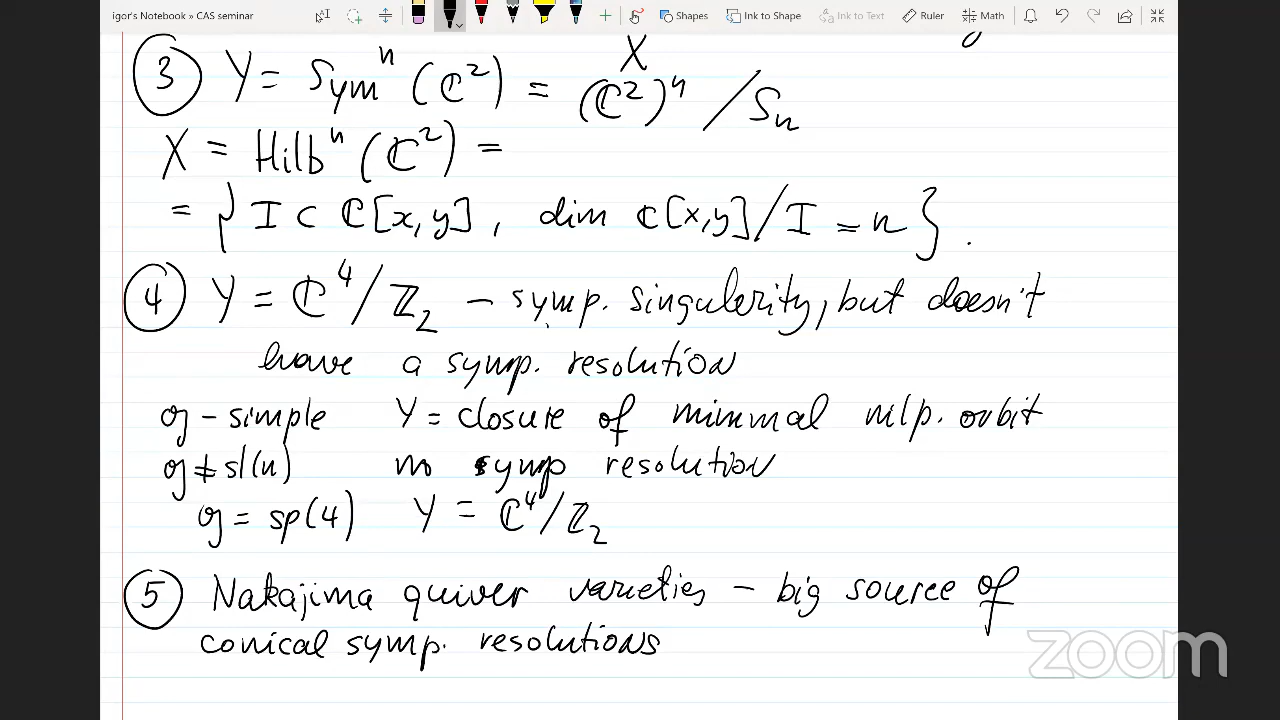 igor's Notebook » CAS seminar
Shapes Ink to Shape Ink to Text Ruler Math
X
③ Y = Symⁿ (ℂ²) = (ℂ²)ⁿ / Sₙ
X = Hilbⁿ (ℂ²) =
= { I ⊂ ℂ[x,y], dim ℂ[x,y]/I = n }.
④ Y = ℂ⁴/ℤ₂ – symp. singulerity, but doesn't
have a symp. resolution
𝔤 – simple Y = closure of minimal nilp. orbit
𝔤 ≠ sl(n) no symp resolution
𝔤 = sp(4) Y = ℂ⁴/ℤ₂
⑤ Nakajima quiver varieties – big source of
conical symp. resolutions
zoom